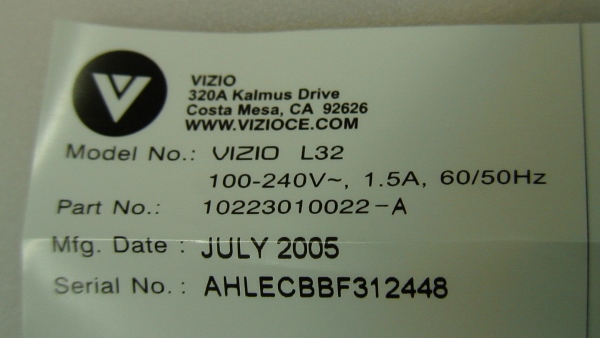 V
VIZIO
320A Kalmus Drive
Costa Mesa, CA 92626
WWW.VIZIOCE.COM
Model No.: VIZIO L32
100-240V~, 1.5A, 60/50Hz
Part No.: 10223010022-A
Mfg. Date : JULY 2005
Serial No. : AHLECBBF312448